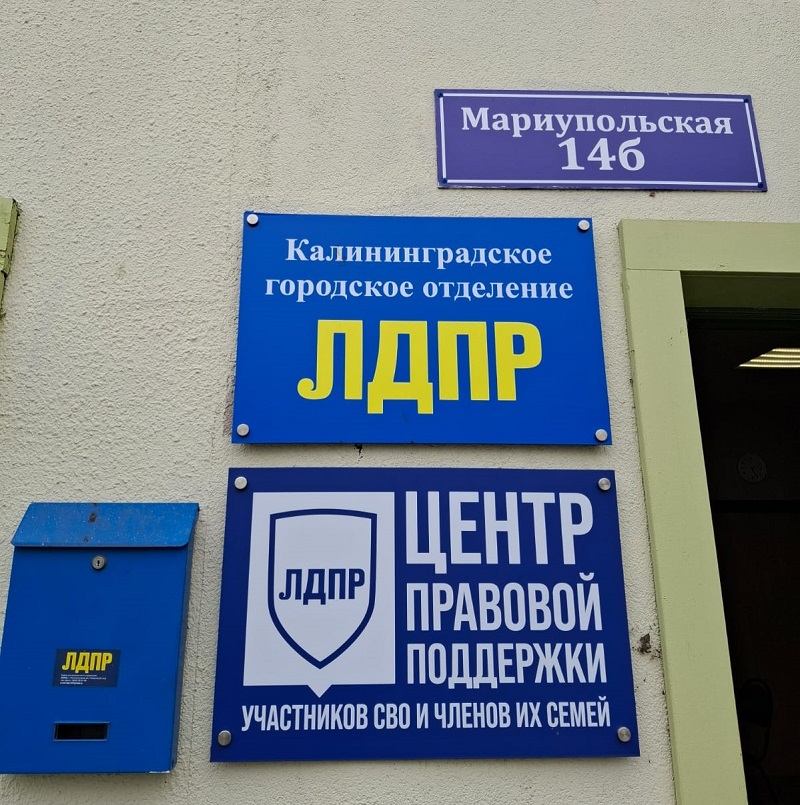 Мариупольская
14б
Калининградское
городское отделение
ЛДПР
ЛДПР
ЦЕНТР
ПРАВОВОЙ
ПОДДЕРЖКИ
УЧАСТНИКОВ СВО И ЧЛЕНОВ ИХ СЕМЕЙ
ЛДПР